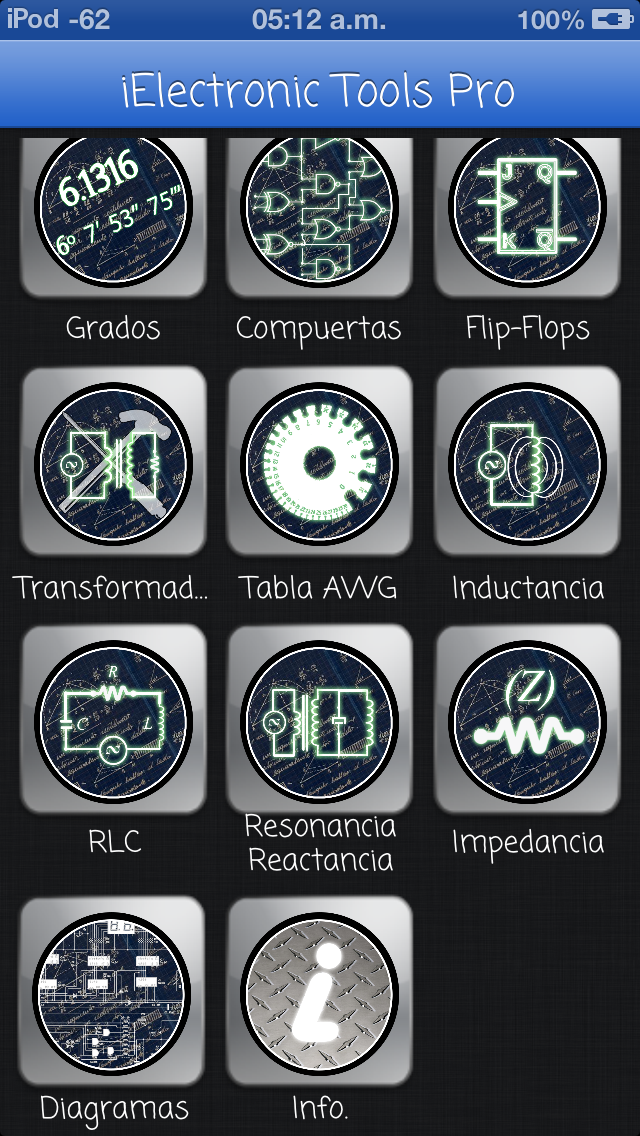 iPod -62
05:12 a.m.
100%
iElectronic Tools Pro
6.1316
6º 7' 53" 75'"
J Q
K Q
Grados
Compuertas
Flip-Flops
Transformad...
Tabla AWG
Inductancia
R
C
L
(Z)
RLC
Resonancia
Reactancia
Impedancia
Diagramas
Info.